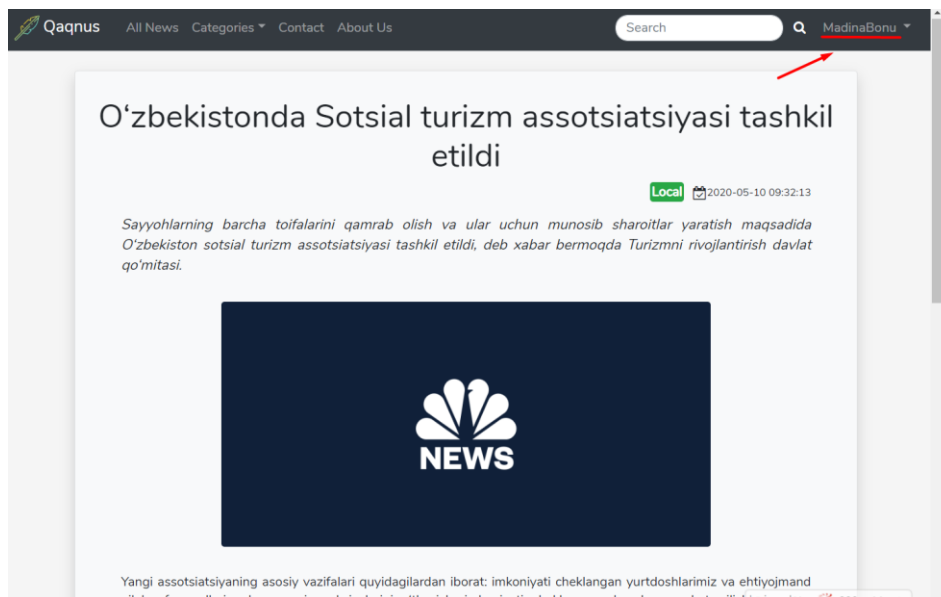 Qaqnus All News Categories Contact About Us Search MadinaBonu
O‘zbekistonda Sotsial turizm assotsiatsiyasi tashkil
etildi
Local 2020-05-10 09:32:13
Sayyohlarning barcha toifalarini qamrab olish va ular uchun munosib sharoitlar yaratish maqsadida
O‘zbekiston sotsial turizm assotsiatsiyasi tashkil etildi, deb xabar bermoqda Turizmni rivojlantirish davlat
qo‘mitasi.
NEWS
Yangi assotsiatsiyaning asosiy vazifalari quyidagilardan iborat: imkoniyati cheklangan yurtdoshlarimiz va ehtiyojmand